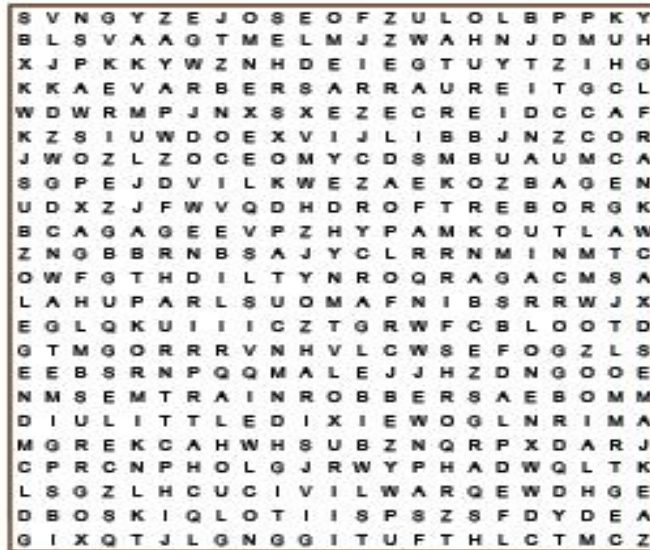 S V N G Y Z E J O S E O F Z U L O L B P P K Y
B L S V A A G T M E L M J Z W A H N J D M U H
X J P K K Y W Z N H D E I E G T U Y T Z I H G
K K A E V A R B E R S A R R A U R E I T G C L
W D W R M P J N X S X E Z E C R E I D C C A F
K Z S I U W D O E X V I J L I B B J N Z C O R
J W O Z L Z O C E O M Y C D S M B U A U M C A
S G P E J D V I L K W E Z A E K O Z B A G E N
U D X Z J F W V Q D H D R O F T R E B O R G K
B C A G A G E E V P Z H Y P A M K O U T L A W
Z N G B B R N B S A J Y C L R R N M I N M T C
O W F G T H D I L T Y N R O Q R A G A C M S A
L A H U P A R L S U O M A F N I B S R R W J X
E G L Q K U I I I C Z T G R W F C B L O O T D
G T M G O R R R V N H V L C W S E F O G Z L S
E E B S R N P Q Q M A L E J J H Z D N G O O E
N M S E M T R A I N R O B B E R S A E B O M M
D I U L I T T L E D I X I E W O G L N R I M A
M G R E K C A H W H S U B Z N Q R P X D A R J
C P R C N P H O L G J R W Y P H A D W Q L T K
L S G Z L H C U C I V I L W A R Q E W D H G E
D B O S K I Q L O T I I S P S Z S F D Y D E A
G I X Q T J L G N G G I T U F T H L C T M C Z